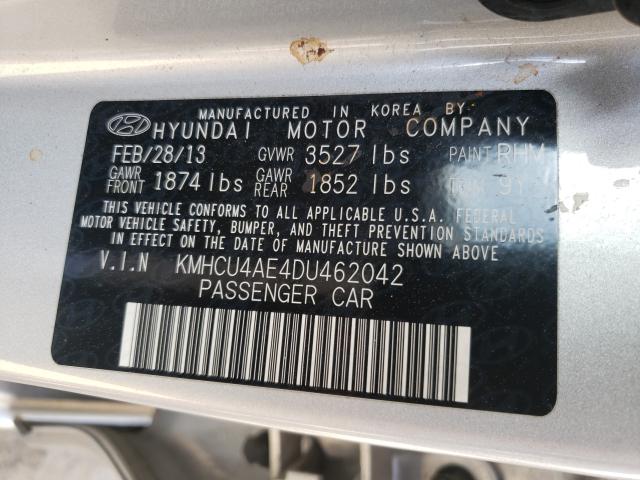 MANUFACTURED IN KOREA BY
HYUNDAI MOTOR COMPANY
FEB/28/13 GVWR 3527 lbs PAINT RHM
GAWR FRONT 1874 lbs GAWR REAR 1852 lbs TRIM 9Y
THIS VEHICLE CONFORMS TO ALL APPLICABLE U.S.A. FEDERAL
MOTOR VEHICLE SAFETY, BUMPER, AND THEFT PREVENTION STANDARDS
IN EFFECT ON THE DATE OF MANUFACTURE SHOWN ABOVE
V.I.N KMHCU4AE4DU462042
PASSENGER CAR